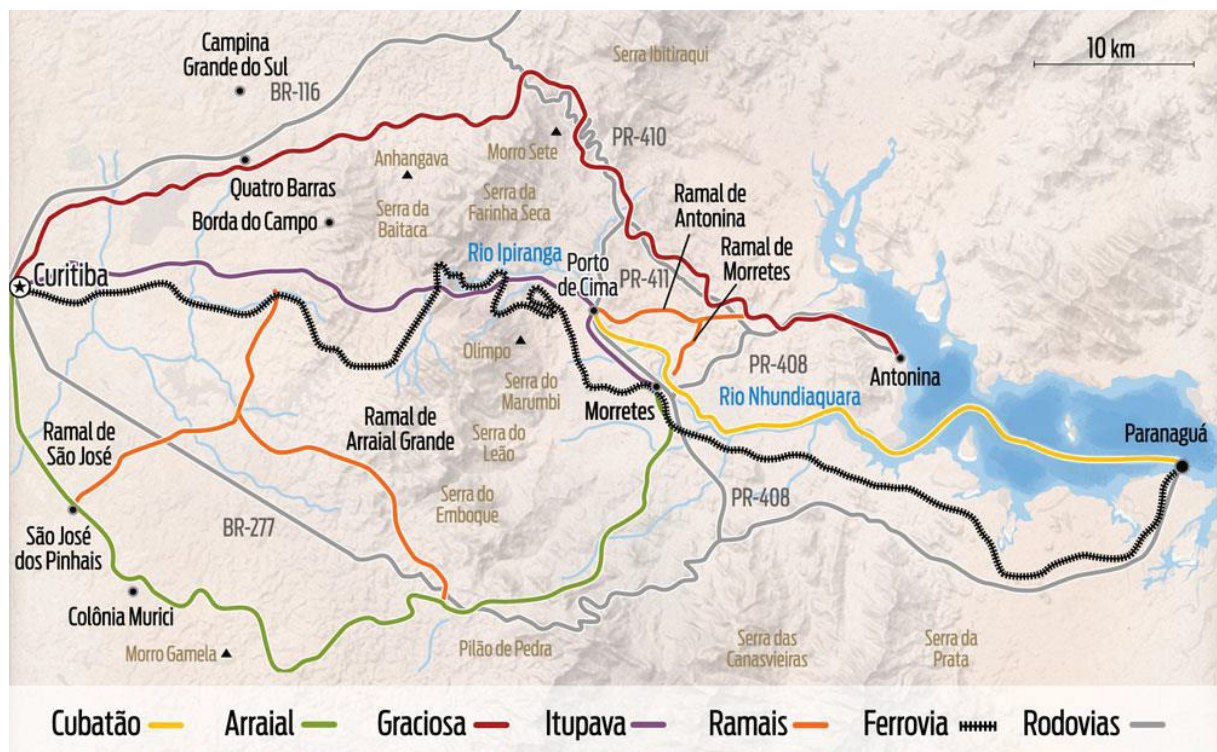 Campina
Grande do Sul
BR-116
Serra Ibitiraqui
10 km
PR-410
Morro Sete
Anhangava
Quatro Barras
Borda do Campo
Serra da
Baitaca
Serra da
Farinha Seca
Ramal de
Antonina
Ramal de
Morretes
Rio Ipiranga
Porto
de Cima
PR-411
Curitiba
Olimpo
Serra do
Marumbi
PR-408
Antonina
Rio Nhundiaquara
Morretes
Ramal de
Arraial Grande
Ramal de
São José
Serra do
Leão
Paranaguá
Serra do
Emboque
PR-408
BR-277
São José
dos Pinhais
Colônia Murici
Morro Gamela
Pilão de Pedra
Serra das
Canasvieiras
Serra da
Prata
Cubatão Arraial Graciosa Itupava Ramais Ferrovia Rodovias